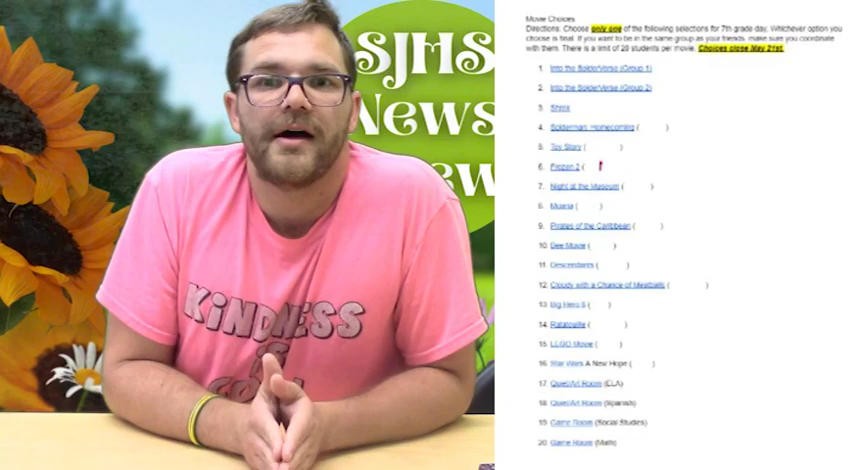 SJHS
News
ew
KINDNESS
IS
COOL
Movie Choices
Directions: Choose only one of the following selections for 7th grade day. Whichever option you
choose is final. If you want to be in the same group as your friends, make sure you coordinate
with them. There is a limit of 20 students per movie. Choices close May 21st.
1. Into the SpiderVerse (Group 1)
2. Into the SpiderVerse (Group 2)
3. Shrek
4. Spiderman: Homecoming ( )
5. Toy Story ( )
6. Frozen 2 (
7. Night at the Museum ( )
8. Moana ( )
9. Pirates of the Caribbean ( )
10. Bee Movie ( )
11. Descendants ( )
12. Cloudy with a Chance of Meatballs ( )
13. Big Hero 6 ( )
14. Ratatouille ( )
15. LEGO Movie ( )
16. Star Wars A New Hope ( )
17. Quiet/Art Room (ELA)
18. Quiet/Art Room (Spanish)
19. Game Room (Social Studies)
20. Game Room (Math)